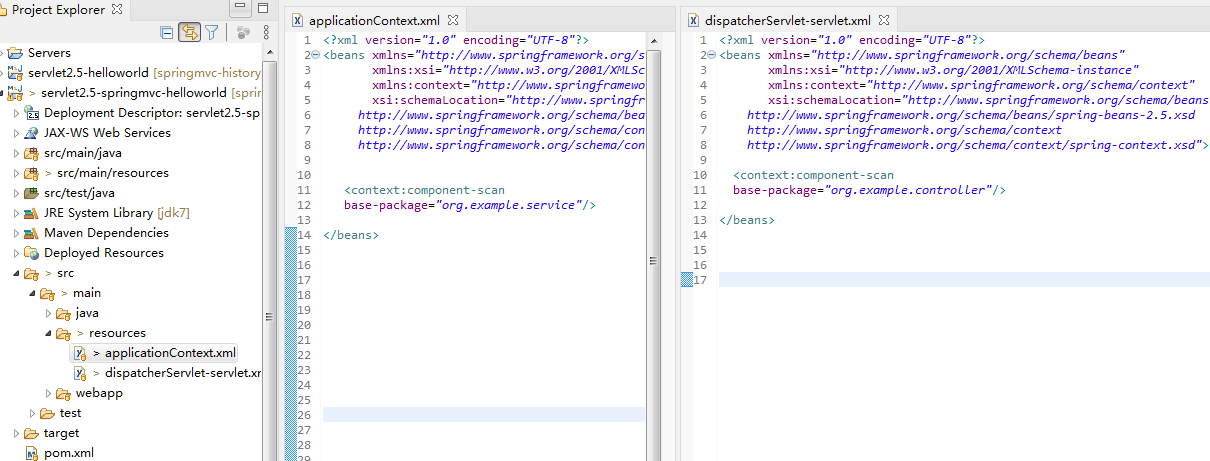 Project Explorer
Servers
servlet2.5-helloworld [springmvc-history
> servlet2.5-springmvc-helloworld [sprin
Deployment Descriptor: servlet2.5-sp
JAX-WS Web Services
src/main/java
> src/main/resources
src/test/java
JRE System Library [jdk7]
Maven Dependencies
Deployed Resources
> src
> main
> java
> resources
> applicationContext.xml
> dispatcherServlet-servlet.xr
> webapp
> test
target
pom.xml
applicationContext.xml
1 <?xml version="1.0" encoding="UTF-8"?>
2 <beans xmlns="http://www.springframework.org/s
3 xmlns:xsi="http://www.w3.org/2001/XMLSc
4 xmlns:context="http://www.springframewo
5 xsi:schemaLocation="http://www.springfr
6 http://www.springframework.org/schema/bea
7 http://www.springframework.org/schema/con
8 http://www.springframework.org/schema/con
9
10
11 <context:component-scan
12 base-package="org.example.service"/>
13
14 </beans>
15
16
17
18
19
20
21
22
23
24
25
26
27
28
29
dispatcherServlet-servlet.xml
1 <?xml version="1.0" encoding="UTF-8"?>
2 <beans xmlns="http://www.springframework.org/schema/beans"
3 xmlns:xsi="http://www.w3.org/2001/XMLSchema-instance"
4 xmlns:context="http://www.springframework.org/schema/context"
5 xsi:schemaLocation="http://www.springframework.org/schema/beans
6 http://www.springframework.org/schema/beans/spring-beans-2.5.xsd
7 http://www.springframework.org/schema/context
8 http://www.springframework.org/schema/context/spring-context.xsd">
9
10 <context:component-scan
11 base-package="org.example.controller"/>
12
13 </beans>
14
15
16
17